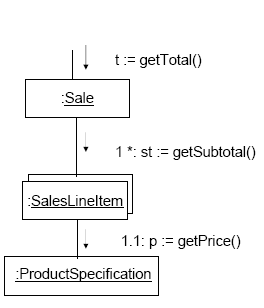 t := getTotal()
:Sale
1 *: st := getSubtotal()
:SalesLineItem
1.1: p := getPrice()
:ProductSpecification